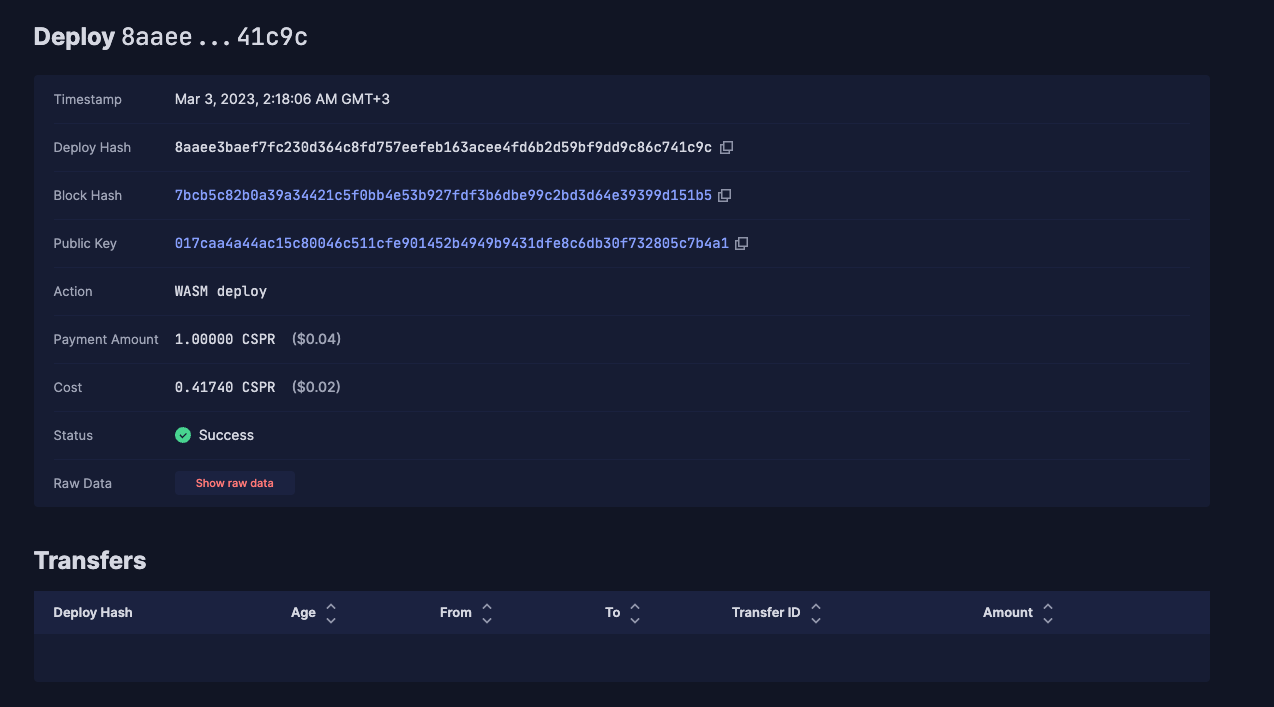 Deploy 8aaee...41c9c
Timestamp Mar 3, 2023, 2:18:06 AM GMT+3
Deploy Hash 8aaee3baef7fc230d364c8fd757eefeb163acee4fd6b2d59bf9dd9c86c741c9c
Block Hash 7bcb5c82b0a39a34421c5f0bb4e53b927fdf3b6dbe99c2bd3d64e39399d151b5
Public Key 017caa4a44ac15c80046c511cfe901452b4949b9431dfe8c6db30f732805c7b4a1
Action WASM deploy
Payment Amount 1.00000 CSPR ($0.04)
Cost 0.41740 CSPR ($0.02)
Status Success
Raw Data Show raw data
Transfers
Deploy Hash Age From To Transfer ID Amount